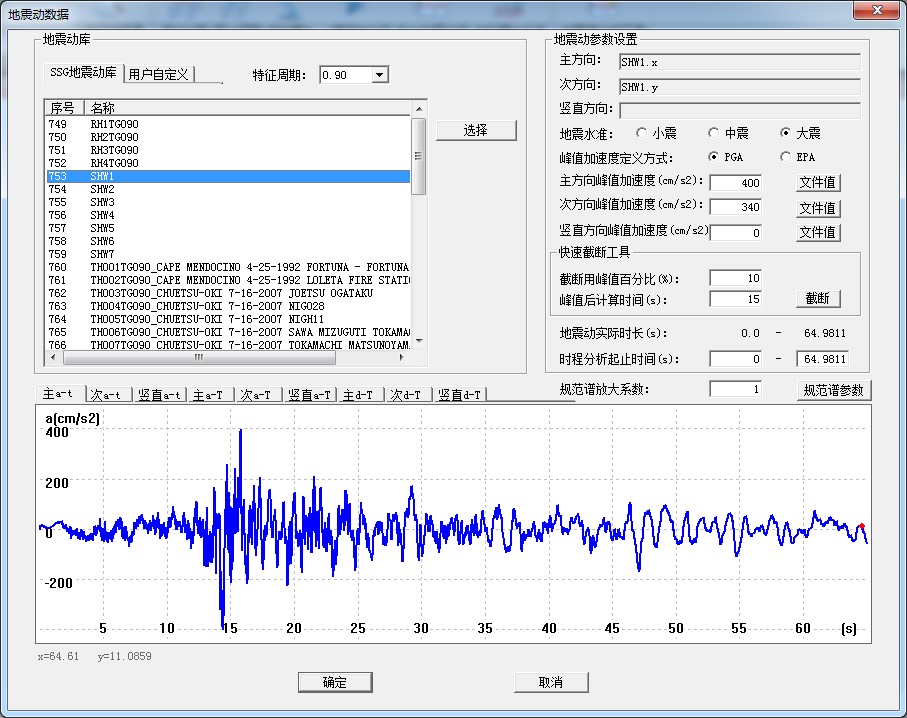 地震动数据
地震动库
SSG地震动库 用户自定义 特征周期: 0.90
序号 名称
749 RH1TG090
750 RH2TG090
751 RH3TG090
752 RH4TG090
753 SHW1
754 SHW2
755 SHW3
756 SHW4
757 SHW5
758 SHW6
759 SHW7
760 TH001TG090_CAPE MENDOCINO 4-25-1992 FORTUNA - FORTUNA
761 TH002TG090_CAPE MENDOCINO 4-25-1992 LOLETA FIRE STATI
762 TH003TG090_CHUETSU-OKI 7-16-2007 JOETSU OGATAKU
763 TH004TG090_CHUETSU-OKI 7-16-2007 NIG028
764 TH005TG090_CHUETSU-OKI 7-16-2007 NIGH11
765 TH006TG090_CHUETSU-OKI 7-16-2007 SAWA MIZUGUTI TOKAMA
766 TH007TG090_CHUETSU-OKI 7-16-2007 TOKAMACHI MATSUNOYAM
选择
地震动参数设置
主方向: SHW1.x
次方向: SHW1.y
竖直方向:
地震水准: 小震 中震 大震
峰值加速度定义方式: PGA EPA
主方向峰值加速度(cm/s2): 400 文件值
次方向峰值加速度(cm/s2): 340 文件值
竖直方向峰值加速度(cm/s2) 0 文件值
快速截断工具
截断用峰值百分比(%): 10
峰值后计算时间(s): 15 截断
地震动实际时长(s): 0.0 - 64.9811
时程分析起止时间(s): 0 - 64.9811
规范谱放大系数: 1 规范谱参数
主a-t 次a-t 竖直a-t 主a-T 次a-T 竖直a-T 主d-T 次d-T 竖直d-T
a(cm/s2)
400
200
0
-200
5 10 15 20 25 30 35 40 45 50 55 60 (s)
x=64.61 y=11.0859
确定 取消